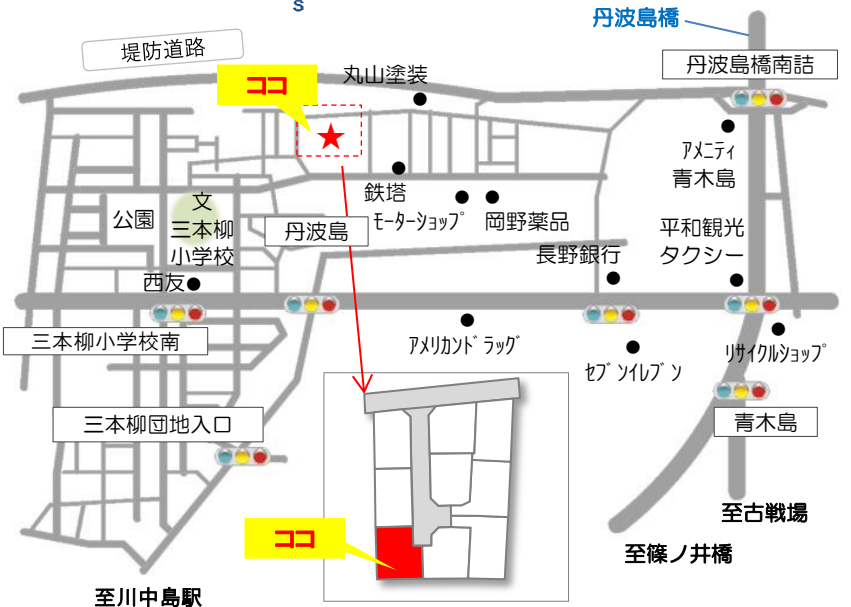 s
丹波島橋
堤防道路
丹波島橋南詰
ココ
丸山塗装
アメニティ
青木島
鉄塔
モーターショップ
岡野薬品
文
三本柳
小学校
公園
丹波島
平和観光
タクシー
長野銀行
西友
三本柳小学校南
アメリカンドラッグ
セブンイレブン
リサイクルショップ
三本柳団地入口
青木島
ココ
至古戦場
至篠ノ井橋
至川中島駅